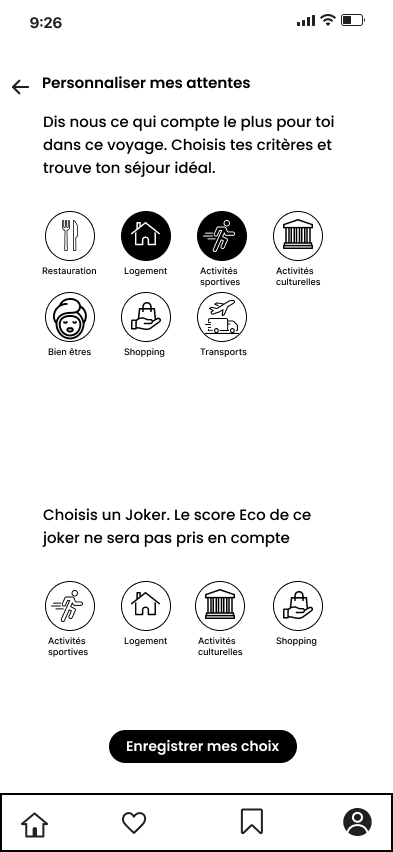 9:26
Personnaliser mes attentes
Dis nous ce qui compte le plus pour toi
dans ce voyage. Choisis tes critères et
trouve ton séjour idéal.
Restauration
Logement
Activités
sportives
Activités
culturelles
Bien êtres
Shopping
Transports
Choisis un Joker. Le score Eco de ce
joker ne sera pas pris en compte
Activités
sportives
Logement
Activités
culturelles
Shopping
Enregistrer mes choix